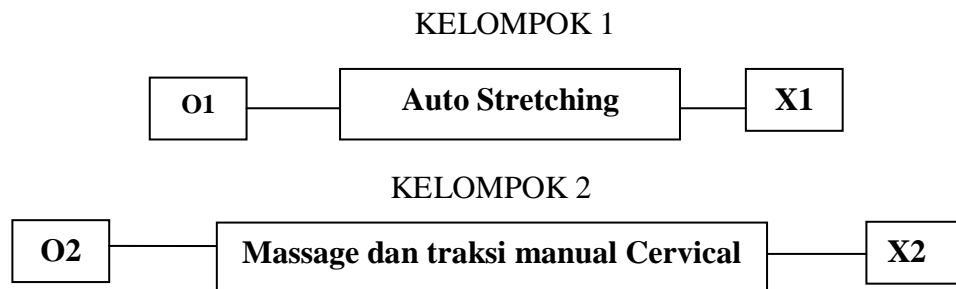 KELOMPOK 1
O1 Auto Stretching X1
KELOMPOK 2
O2 Massage dan traksi manual Cervical X2